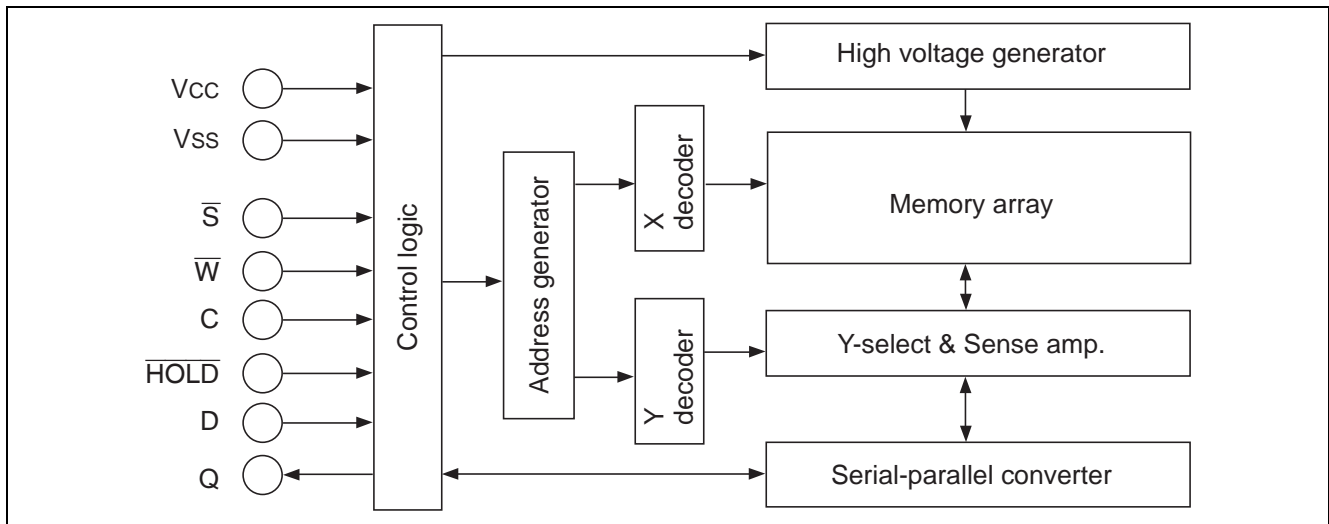 VCC
VSS
S̅
W̅
C
H̅O̅L̅D̅
D
Q
Control logic
Address generator
X
decoder
Y
decoder
High voltage generator
Memory array
Y-select & Sense amp.
Serial-parallel converter